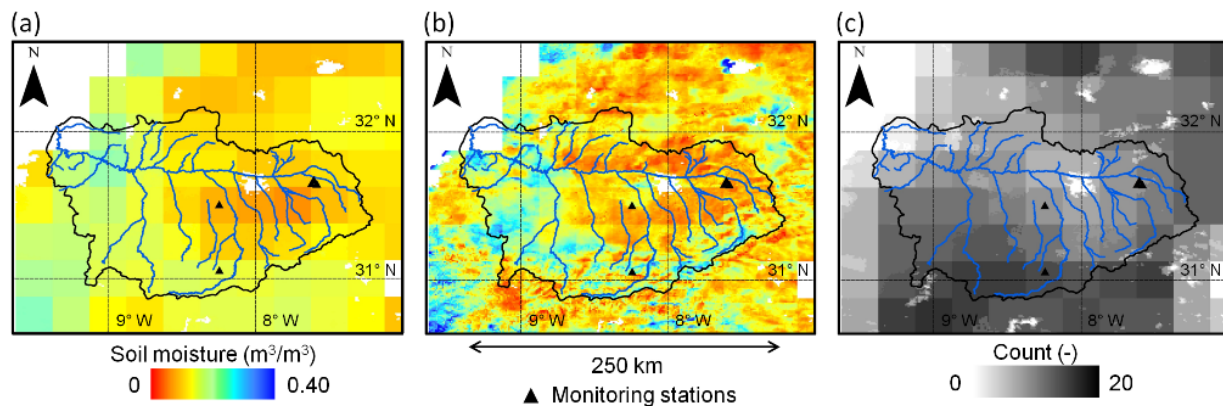 (a)
(b)
(c)
N
N
N
32° N
32° N
32° N
31° N
31° N
31° N
9° W
8° W
9° W
8° W
9° W
8° W
Soil moisture (m³/m³)
0
0.40
250 km
▲ Monitoring stations
Count (-)
0
20